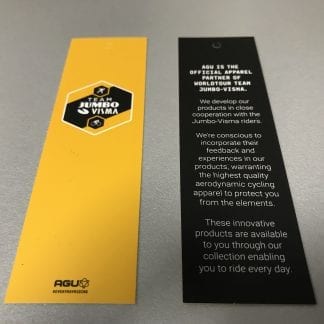 TEAM
JUMBO
VISMA
AGU
AGU IS THE
OFFICIAL APPAREL
PARTNER OF
WORLDTOUR TEAM
JUMBO-VISMA.
We develop our
products in close
cooperation with the
Jumbo-Visma riders.
We're conscious to
incorporate their
feedback and
experiences in our
products, warranting
the highest quality
aerodynamic cycling
apparel to protect you
from the elements.
These innovative
products are available
to you through our
collection enabling
you to ride every day.